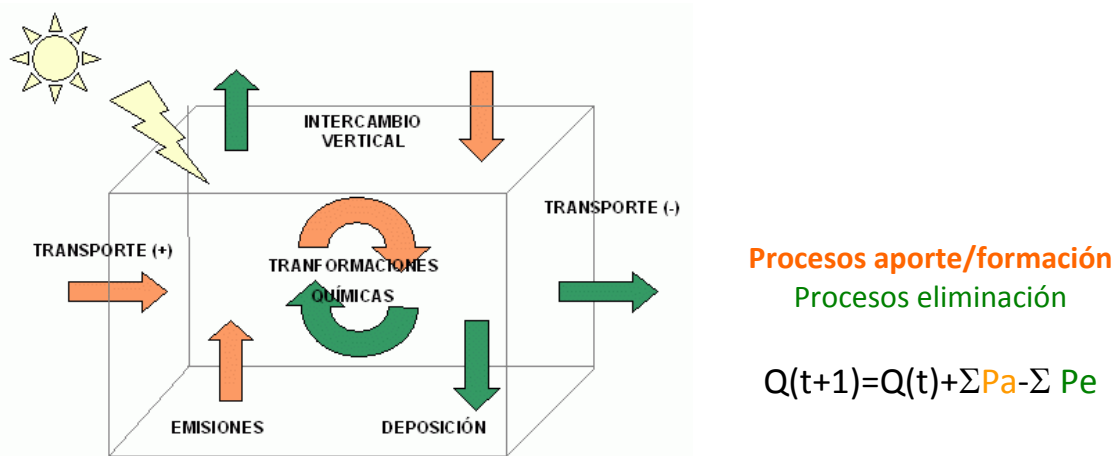 INTERCAMBIO
VERTICAL
TRANSPORTE (-)
TRANSPORTE (+)
TRANFORMACIONES
QUÍMICAS
EMISIONES
DEPOSICIÓN
Procesos aporte/formación
Procesos eliminación
Q(t+1)=Q(t)+ΣPa-Σ Pe